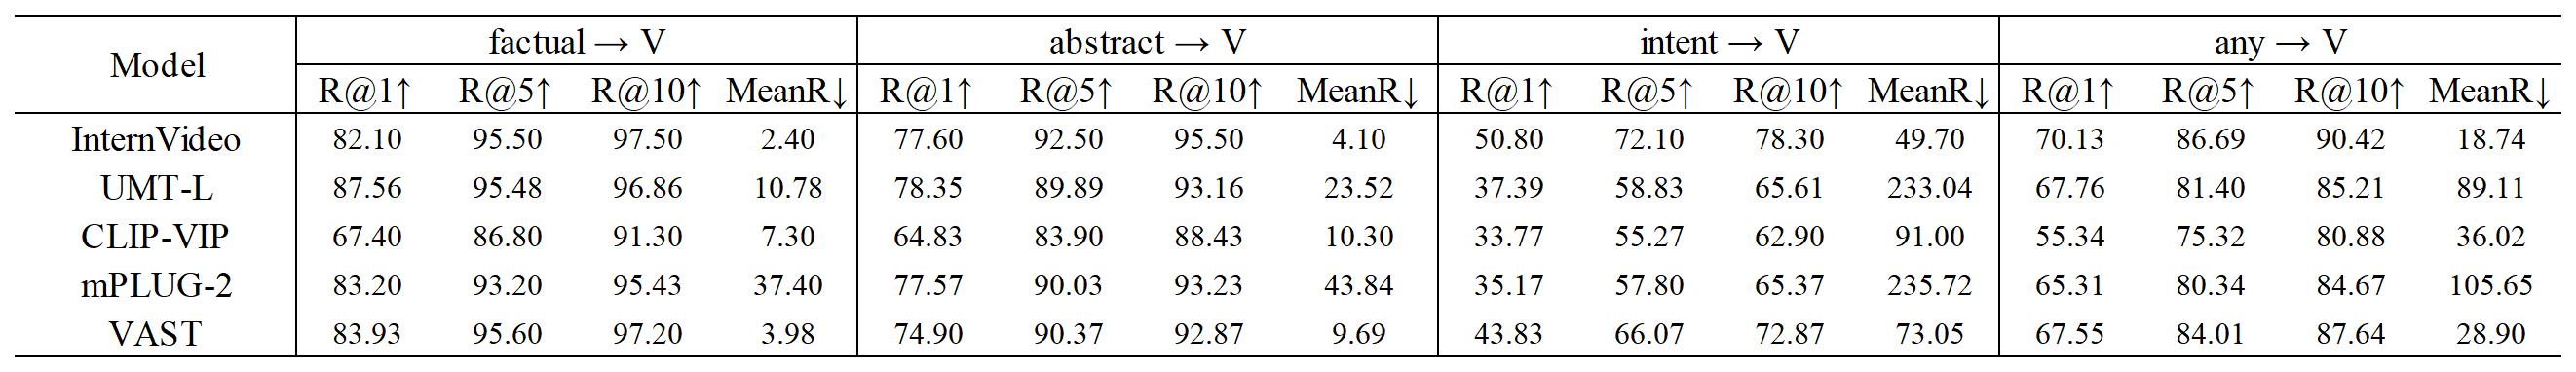 Model factual → V abstract → V intent → V any → V
R@1↑ R@5↑ R@10↑ MeanR↓ R@1↑ R@5↑ R@10↑ MeanR↓ R@1↑ R@5↑ R@10↑ MeanR↓ R@1↑ R@5↑ R@10↑ MeanR↓
InternVideo 82.10 95.50 97.50 2.40 77.60 92.50 95.50 4.10 50.80 72.10 78.30 49.70 70.13 86.69 90.42 18.74
UMT-L 87.56 95.48 96.86 10.78 78.35 89.89 93.16 23.52 37.39 58.83 65.61 233.04 67.76 81.40 85.21 89.11
CLIP-VIP 67.40 86.80 91.30 7.30 64.83 83.90 88.43 10.30 33.77 55.27 62.90 91.00 55.34 75.32 80.88 36.02
mPLUG-2 83.20 93.20 95.43 37.40 77.57 90.03 93.23 43.84 35.17 57.80 65.37 235.72 65.31 80.34 84.67 105.65
VAST 83.93 95.60 97.20 3.98 74.90 90.37 92.87 9.69 43.83 66.07 72.87 73.05 67.55 84.01 87.64 28.90